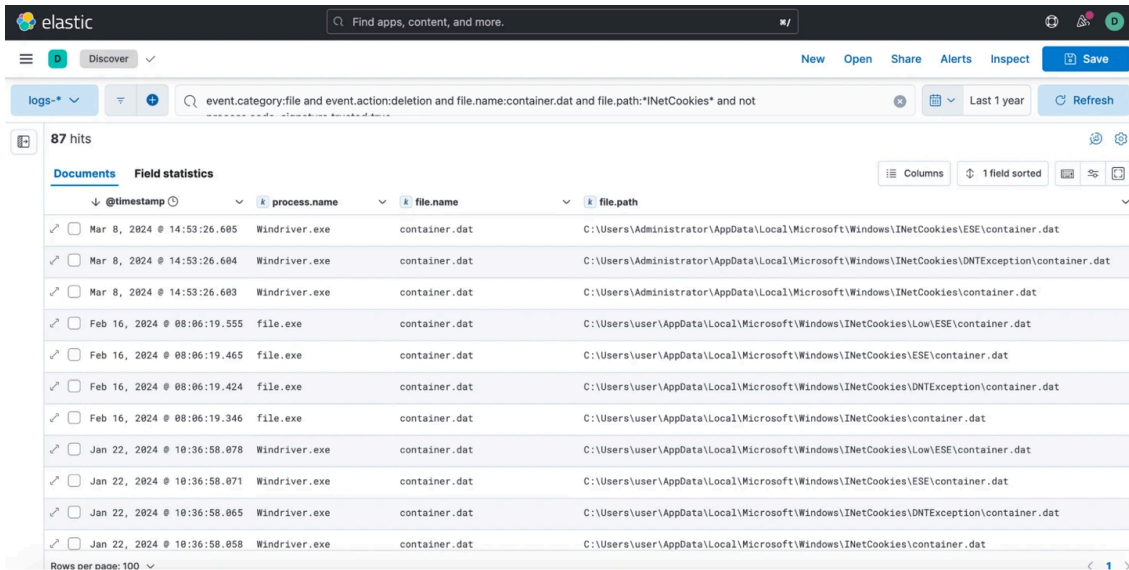 elastic
Find apps, content, and more.
⌘/
D
D
Discover
New
Open
Share
Alerts
Inspect
Save
logs-*
event.category:file and event.action:deletion and file.name:container.dat and file.path:*INetCookies* and not
process.code_signature.trusted:true
Last 1 year
Refresh
87 hits
Documents Field statistics
Columns
1 field sorted
@timestamp k process.name k file.name k file.path
Mar 8, 2024 @ 14:53:26.605 Windriver.exe container.dat C:\Users\Administrator\AppData\Local\Microsoft\Windows\INetCookies\ESE\container.dat
Mar 8, 2024 @ 14:53:26.604 Windriver.exe container.dat C:\Users\Administrator\AppData\Local\Microsoft\Windows\INetCookies\DNTException\container.dat
Mar 8, 2024 @ 14:53:26.603 Windriver.exe container.dat C:\Users\Administrator\AppData\Local\Microsoft\Windows\INetCookies\container.dat
Feb 16, 2024 @ 08:06:19.555 file.exe container.dat C:\Users\user\AppData\Local\Microsoft\Windows\INetCookies\Low\ESE\container.dat
Feb 16, 2024 @ 08:06:19.465 file.exe container.dat C:\Users\user\AppData\Local\Microsoft\Windows\INetCookies\ESE\container.dat
Feb 16, 2024 @ 08:06:19.424 file.exe container.dat C:\Users\user\AppData\Local\Microsoft\Windows\INetCookies\DNTException\container.dat
Feb 16, 2024 @ 08:06:19.346 file.exe container.dat C:\Users\user\AppData\Local\Microsoft\Windows\INetCookies\container.dat
Jan 22, 2024 @ 10:36:58.078 Windriver.exe container.dat C:\Users\user\AppData\Local\Microsoft\Windows\INetCookies\Low\ESE\container.dat
Jan 22, 2024 @ 10:36:58.071 Windriver.exe container.dat C:\Users\user\AppData\Local\Microsoft\Windows\INetCookies\ESE\container.dat
Jan 22, 2024 @ 10:36:58.065 Windriver.exe container.dat C:\Users\user\AppData\Local\Microsoft\Windows\INetCookies\DNTException\container.dat
Jan 22, 2024 @ 10:36:58.058 Windriver.exe container.dat C:\Users\user\AppData\Local\Microsoft\Windows\INetCookies\container.dat
Rows per page: 100
1